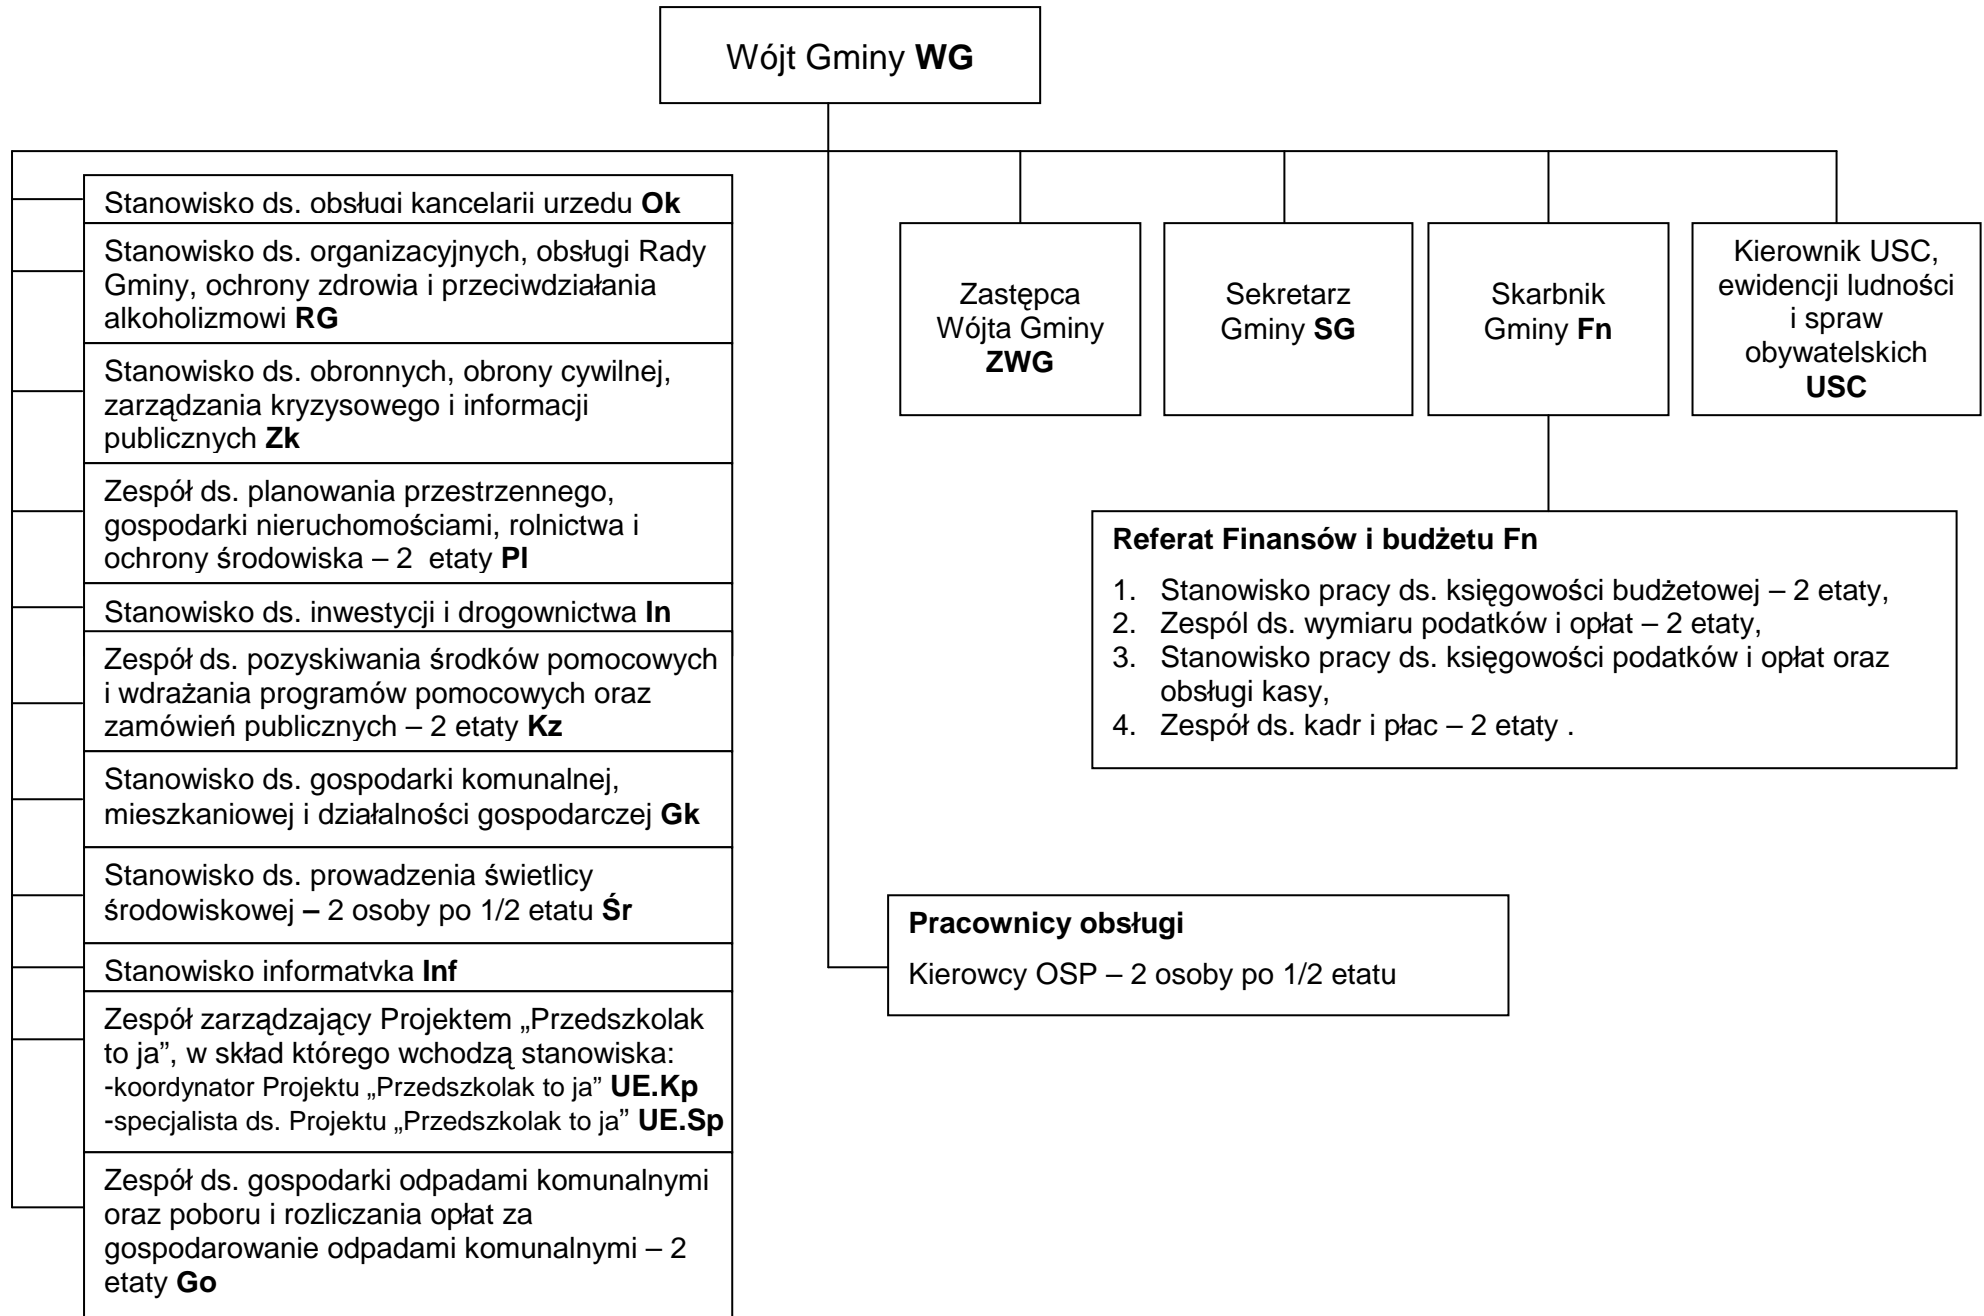 Wójt Gminy WG
Stanowisko ds. obsługi kancelarii urzedu Ok
Stanowisko ds. organizacyjnych, obsługi Rady
Gminy, ochrony zdrowia i przeciwdziałania
alkoholizmowi RG
Stanowisko ds. obronnych, obrony cywilnej,
zarządzania kryzysowego i informacji
publicznych Zk
Zespół ds. planowania przestrzennego,
gospodarki nieruchomościami, rolnictwa i
ochrony środowiska – 2 etaty Pl
Stanowisko ds. inwestycji i drogownictwa In
Zespół ds. pozyskiwania środków pomocowych
i wdrażania programów pomocowych oraz
zamówień publicznych – 2 etaty Kz
Stanowisko ds. gospodarki komunalnej,
mieszkaniowej i działalności gospodarczej Gk
Stanowisko ds. prowadzenia świetlicy
środowiskowej – 2 osoby po 1/2 etatu Śr
Stanowisko informatyka Inf
Zespół zarządzający Projektem „Przedszkolak
to ja”, w skład którego wchodzą stanowiska:
-koordynator Projektu „Przedszkolak to ja” UE.Kp
-specjalista ds. Projektu „Przedszkolak to ja” UE.Sp
Zespół ds. gospodarki odpadami komunalnymi
oraz poboru i rozliczania opłat za
gospodarowanie odpadami komunalnymi – 2
etaty Go
Zastępca
Wójta Gminy
ZWG
Sekretarz
Gminy SG
Skarbnik
Gminy Fn
Kierownik USC,
ewidencji ludności
i spraw
obywatelskich
USC
Referat Finansów i budżetu Fn
1. Stanowisko pracy ds. księgowości budżetowej – 2 etaty,
2. Zespól ds. wymiaru podatków i opłat – 2 etaty,
3. Stanowisko pracy ds. księgowości podatków i opłat oraz
obsługi kasy,
4. Zespół ds. kadr i płac – 2 etaty .
Pracownicy obsługi
Kierowcy OSP – 2 osoby po 1/2 etatu